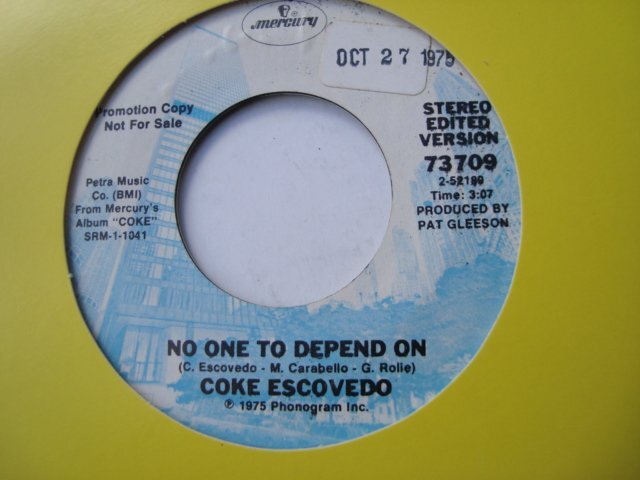 mercury
OCT 27 1975
Promotion Copy
Not For Sale
Petra Music
Co. (BMI)
From Mercury's
Album "COKE"
SRM-1-1041
STEREO
EDITED
VERSION
73709
2-52189
Time: 3:07
PRODUCED BY
PAT GLEESON
NO ONE TO DEPEND ON
(C. Escovedo - M. Carabello - G. Rolie)
COKE ESCOVEDO
℗ 1975 Phonogram Inc.